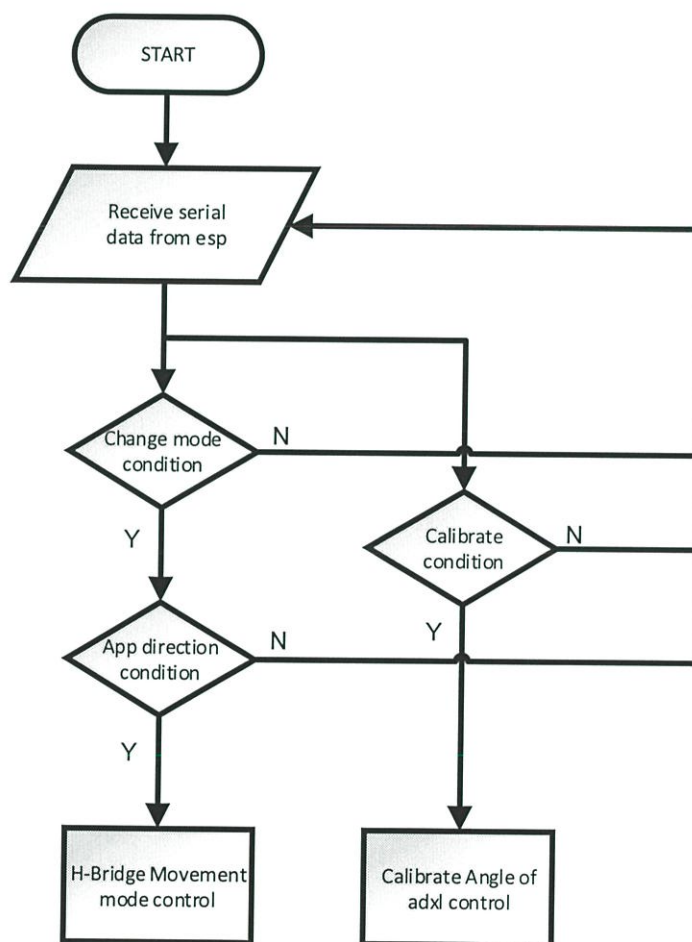 START
Receive serial
data from esp
Change mode
condition
N
Y
Calibrate
condition
N
Y
App direction
condition
N
Y
H-Bridge Movement
mode control
Calibrate Angle of
adxl control